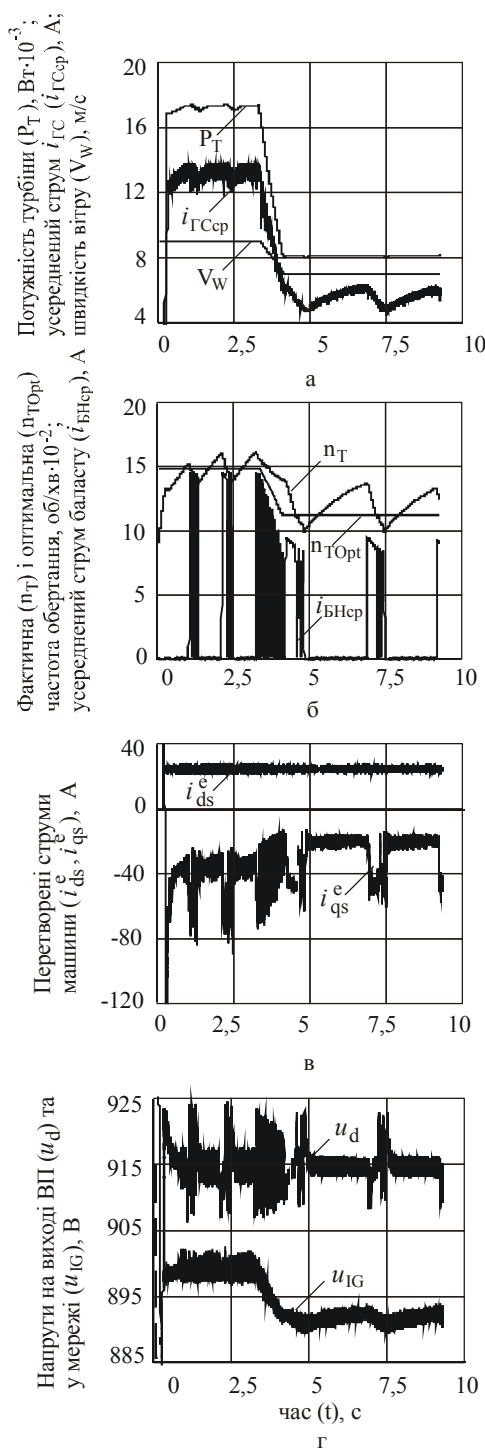 Потужність турбіни (P_T), Вт·10^-3;
усереднений струм i_ГС (i_ГСср), А;
швидкість вітру (V_W), м/с
20
16
12
8
4
P_T
i_ГСср
V_W
0 2,5 5 7,5 10
а
Фактична (n_T) і оптимальна (n_TOpt)
частота обертання, об/хв·10^-2;
усереднений струм баласту (i_БНср), А
20
15
10
5
0
n_T
n_TOpt
i_БНср
0 2,5 5 7,5 10
б
Перетворені струми
машини (i_ds^e, i_qs^e), А
40
0
-40
-80
-120
i_ds^e
i_qs^e
0 2,5 5 7,5 10
в
Напруги на виході ВП (u_d) та
у мережі (u_IG), В
925
915
905
895
885
u_d
u_IG
0 2,5 5 7,5 10
час (t), с
г